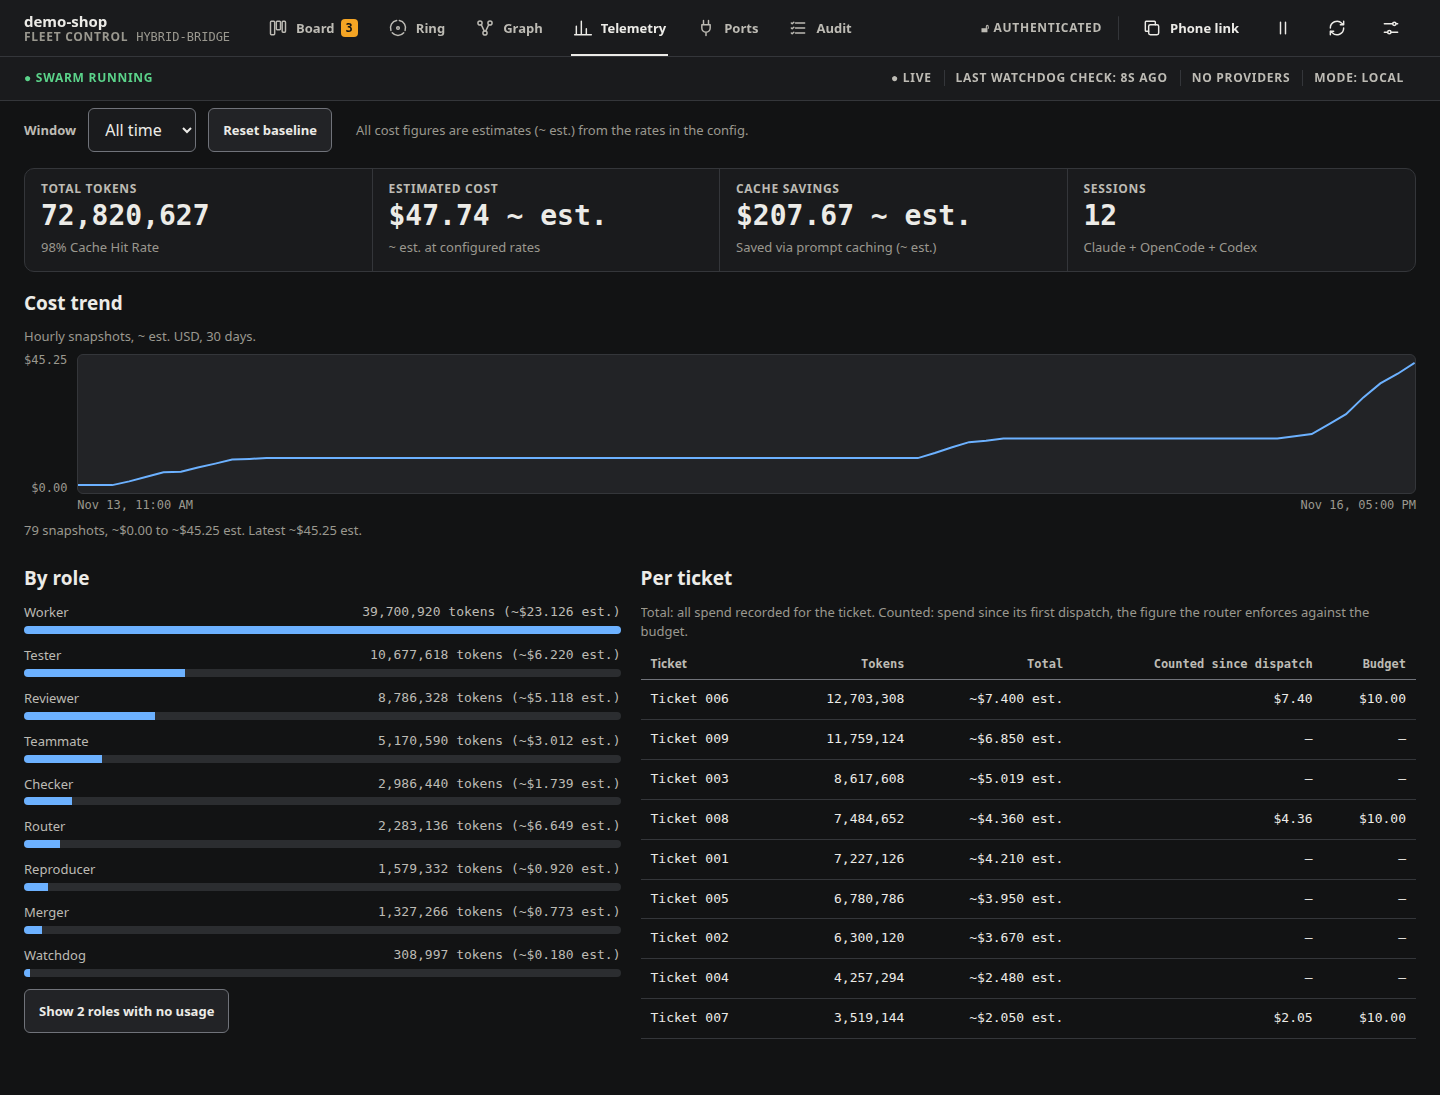 demo-shop
FLEET CONTROL HYBRID-BRIDGE
Board 3
Ring
Graph
Telemetry
Ports
Audit
AUTHENTICATED
Phone link
SWARM RUNNING
LIVE
LAST WATCHDOG CHECK: 8S AGO
NO PROVIDERS
MODE: LOCAL
Window
All time
Reset baseline
All cost figures are estimates (~ est.) from the rates in the config.
TOTAL TOKENS
72,820,627
98% Cache Hit Rate
ESTIMATED COST
$47.74 ~ est.
~ est. at configured rates
CACHE SAVINGS
$207.67 ~ est.
Saved via prompt caching (~ est.)
SESSIONS
12
Claude + OpenCode + Codex
Cost trend
Hourly snapshots, ~ est. USD, 30 days.
$45.25
$0.00
Nov 13, 11:00 AM
Nov 16, 05:00 PM
79 snapshots, ~$0.00 to ~$45.25 est. Latest ~$45.25 est.
By role
Worker 39,700,920 tokens (~$23.126 est.)
Tester 10,677,618 tokens (~$6.220 est.)
Reviewer 8,786,328 tokens (~$5.118 est.)
Teammate 5,170,590 tokens (~$3.012 est.)
Checker 2,986,440 tokens (~$1.739 est.)
Router 2,283,136 tokens (~$6.649 est.)
Reproducer 1,579,332 tokens (~$0.920 est.)
Merger 1,327,266 tokens (~$0.773 est.)
Watchdog 308,997 tokens (~$0.180 est.)
Show 2 roles with no usage
Per ticket
Total: all spend recorded for the ticket. Counted: spend since its first dispatch, the figure the router enforces against the
budget.
Ticket Tokens Total Counted since dispatch Budget
Ticket 006 12,703,308 ~$7.400 est. $7.40 $10.00
Ticket 009 11,759,124 ~$6.850 est. — —
Ticket 003 8,617,608 ~$5.019 est. — —
Ticket 008 7,484,652 ~$4.360 est. $4.36 $10.00
Ticket 001 7,227,126 ~$4.210 est. — —
Ticket 005 6,780,786 ~$3.950 est. — —
Ticket 002 6,300,120 ~$3.670 est. — —
Ticket 004 4,257,294 ~$2.480 est. — —
Ticket 007 3,519,144 ~$2.050 est. $2.05 $10.00